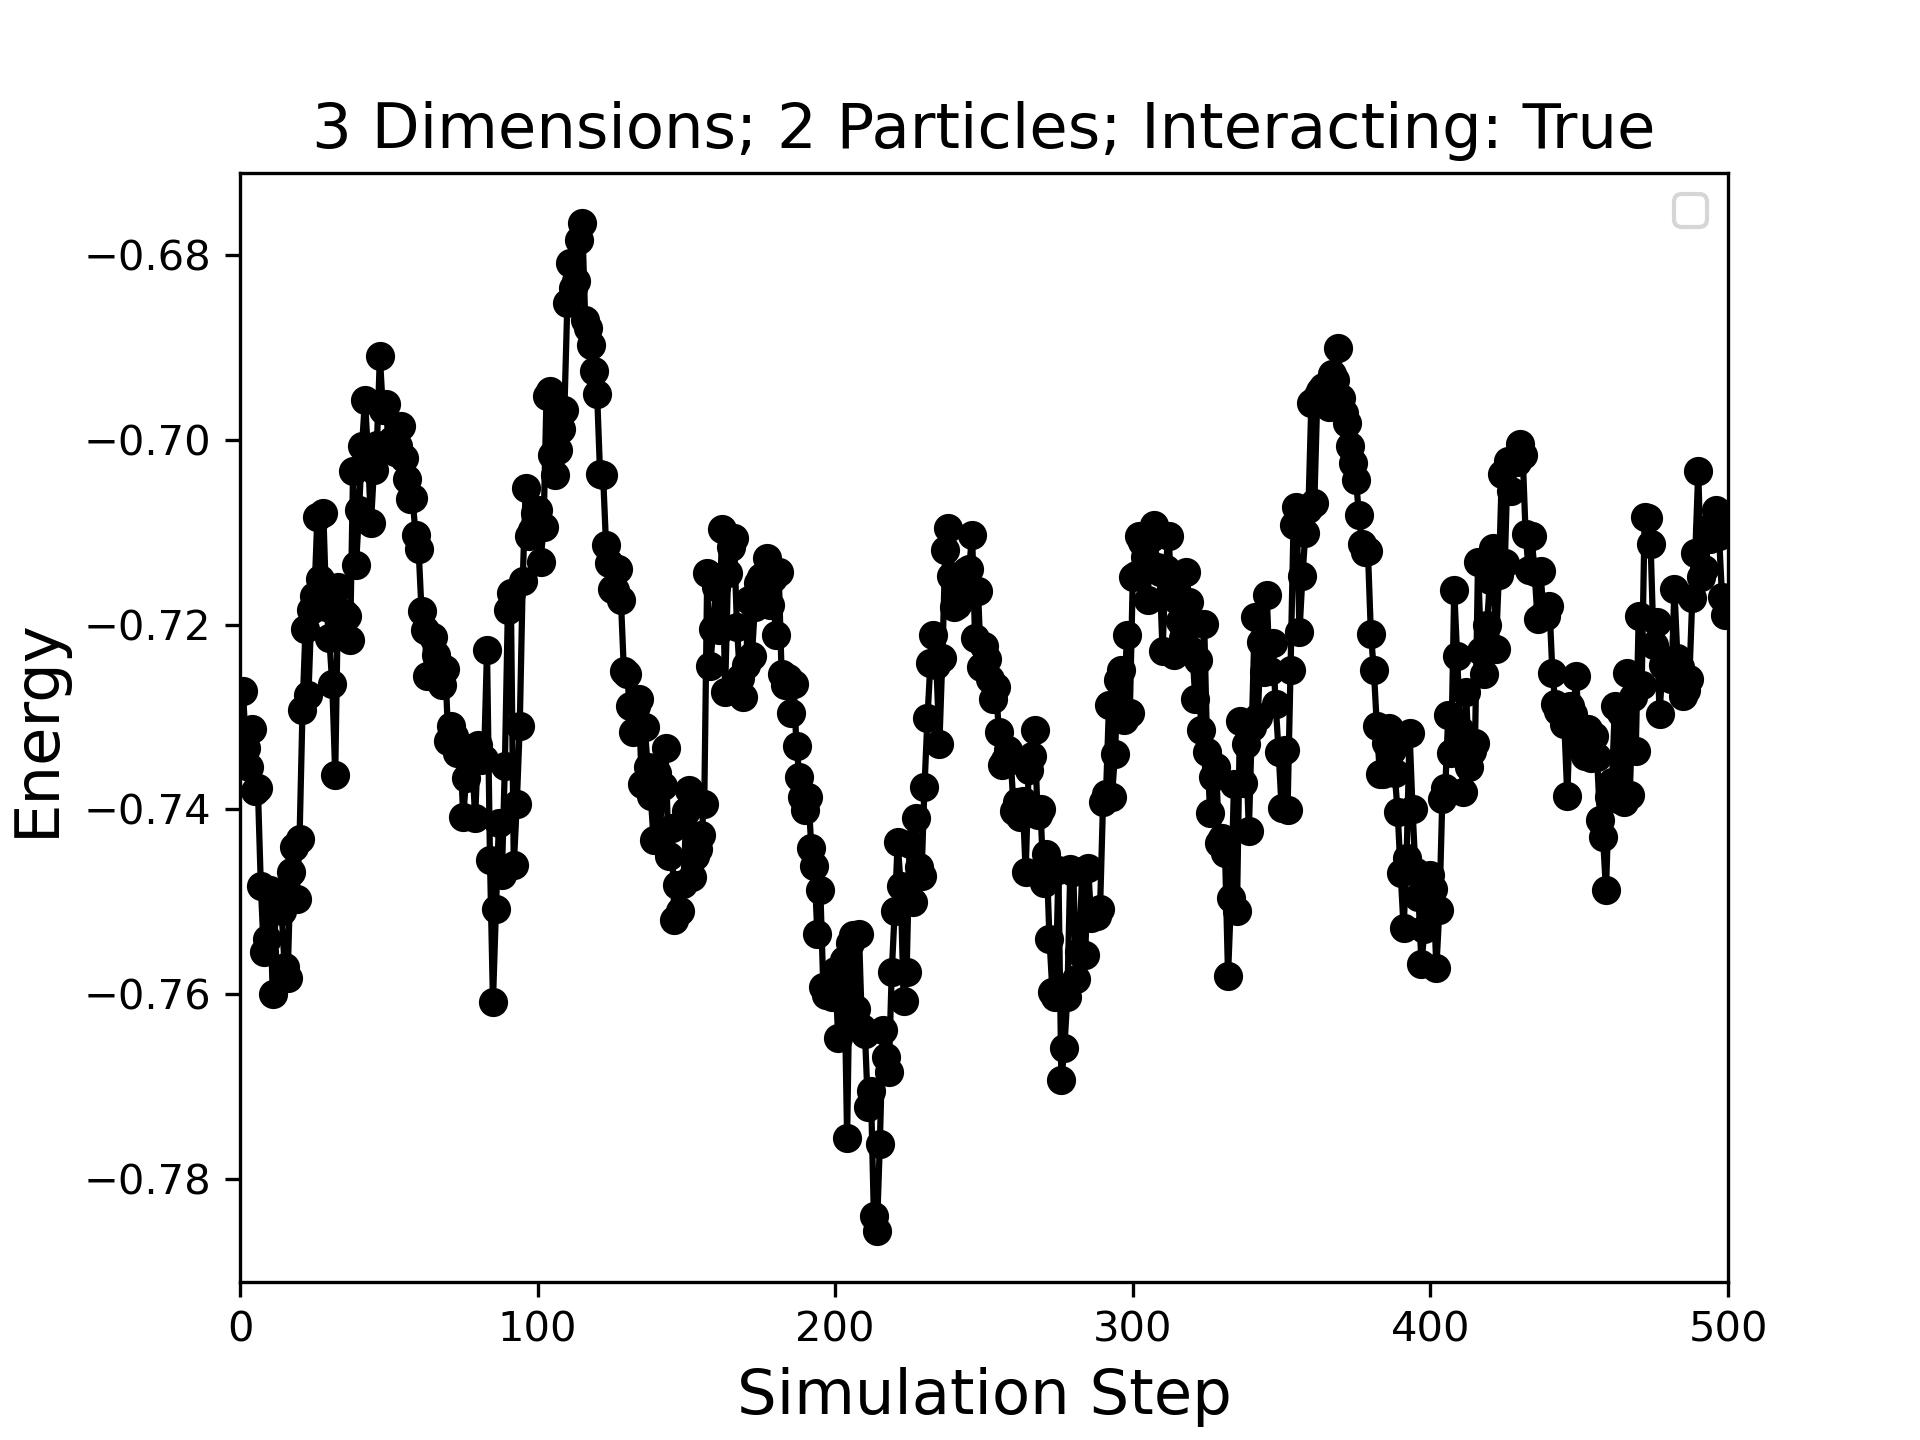 3 Dimensions; 2 Particles; Interacting: True
Energy
−0.68
−0.70
−0.72
−0.74
−0.76
−0.78
0 100 200 300 400 500
Simulation Step